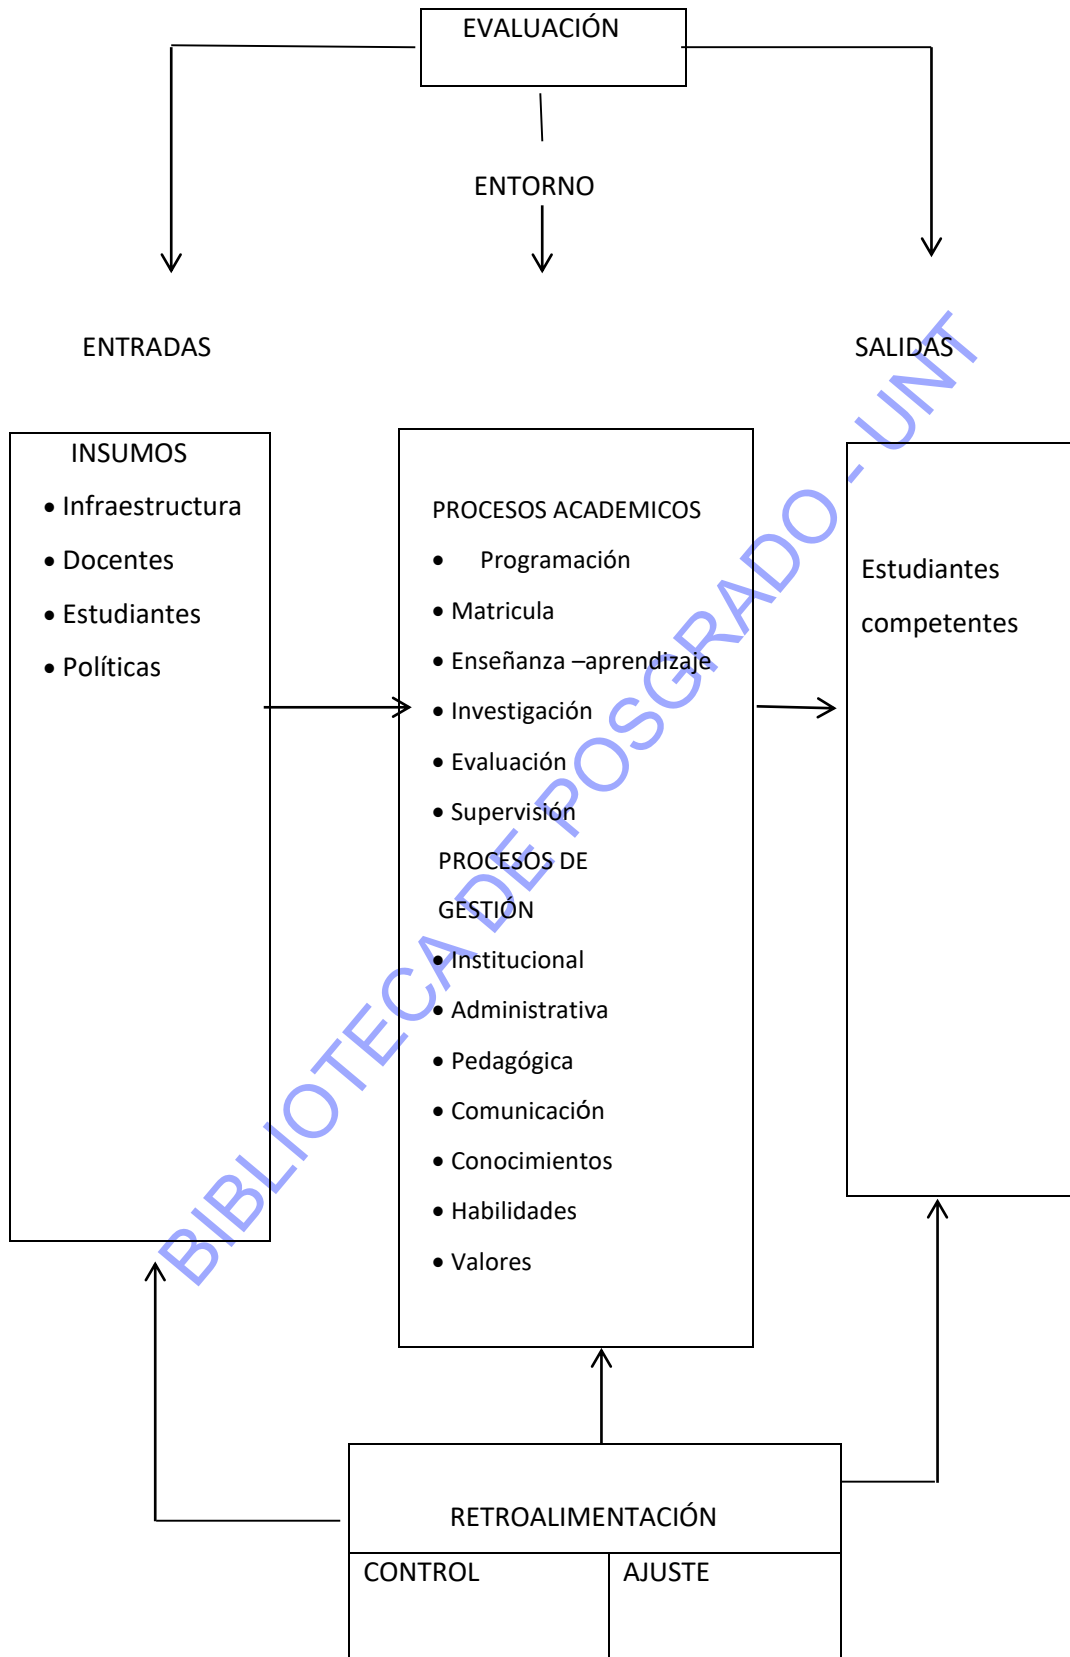 EVALUACIÓN
ENTORNO
ENTRADAS
SALIDAS
INSUMOS
• Infraestructura
• Docentes
• Estudiantes
• Políticas
PROCESOS ACADEMICOS
• Programación
• Matricula
• Enseñanza –aprendizaje
• Investigación
• Evaluación
• Supervisión
PROCESOS DE
GESTIÓN
• Institucional
• Administrativa
• Pedagógica
• Comunicación
• Conocimientos
• Habilidades
• Valores
Estudiantes
competentes
RETROALIMENTACIÓN
CONTROL
AJUSTE
BIBLIOTECA DE POSGRADO - UNT